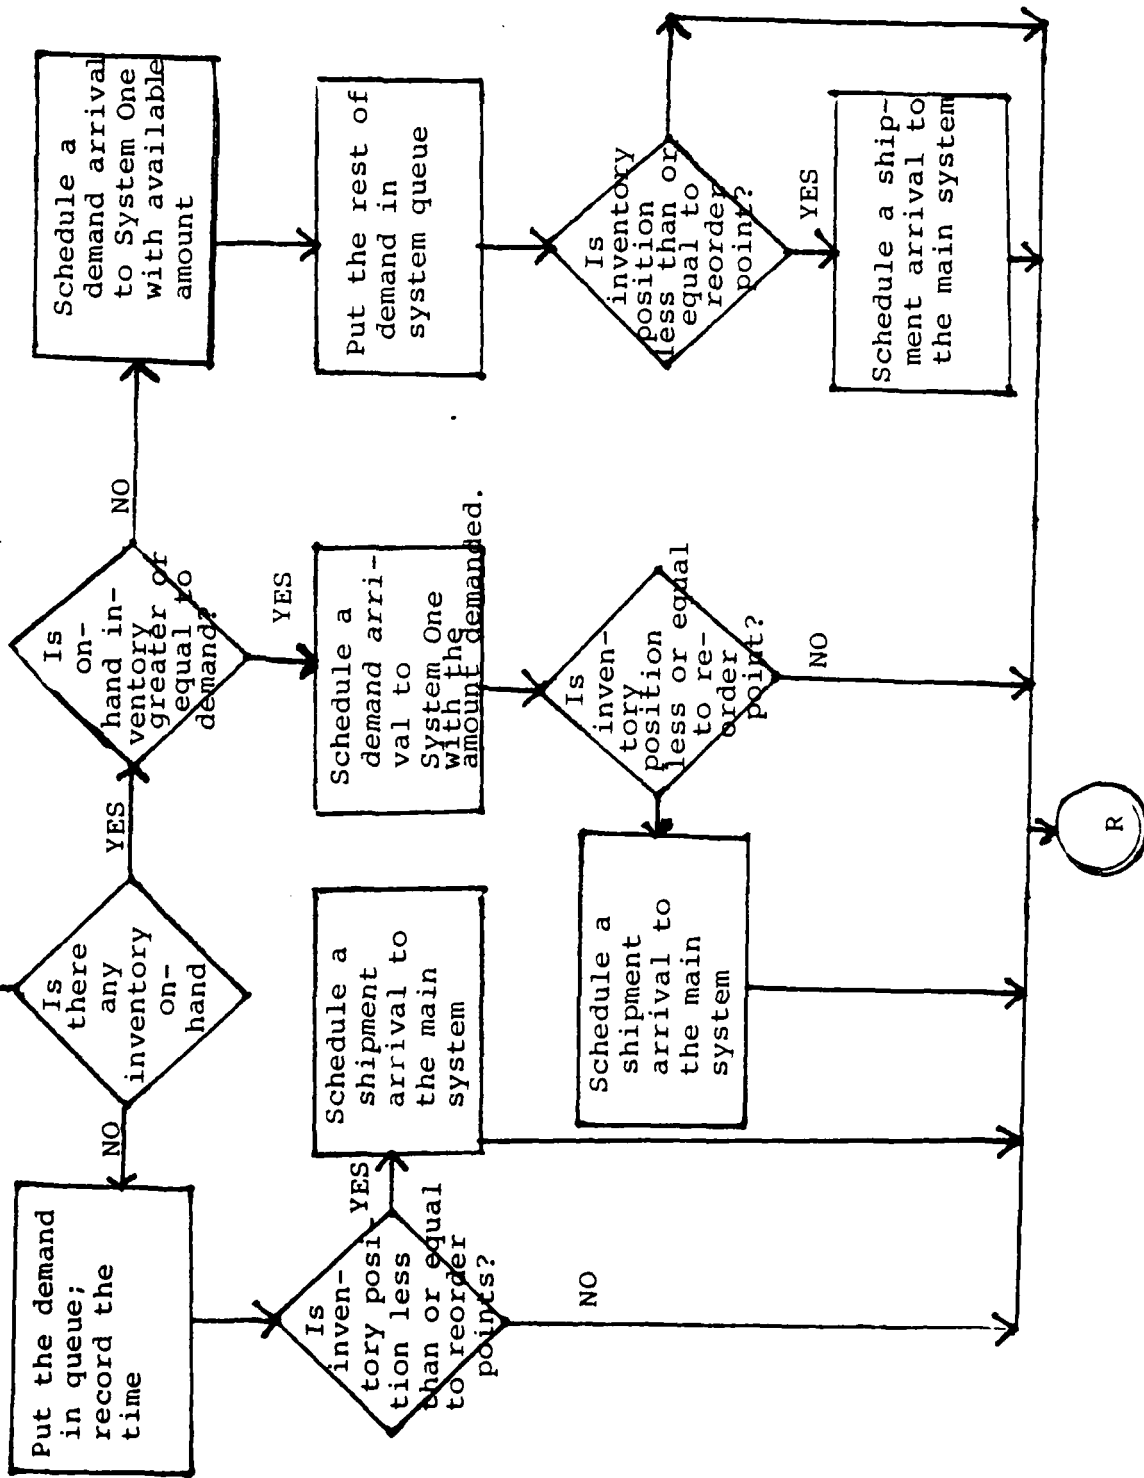 Is
there
any
inventory
on-
hand
NO
YES
Put the demand
in queue;
record the
time
Is
inven-
tory posi-
tion less
than or equal
to reorder
points?
YES
NO
Schedule a
shipment
arrival to
the main
system
Is
on-
hand in-
ventory
greater or
equal to
demand?
NO
YES
Schedule a
demand arri-
val to
System One
with the
amount demanded.
Is
inven-
tory
position
less or equal
to re-
order
point?
NO
Schedule a
shipment
arrival to
the main
system
Schedule a
demand arrival
to System One
with available
amount
Put the rest of
demand in
system queue
Is
inventory
position
less than or
equal to
reorder
point?
YES
Schedule a ship-
ment arrival to
the main system
R